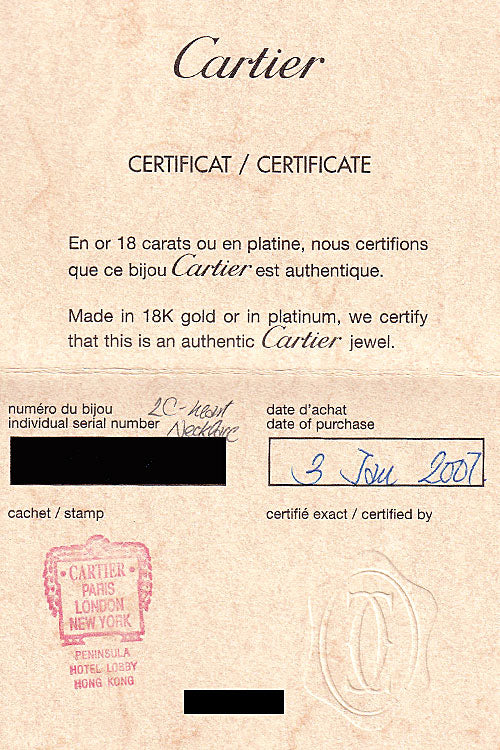 Cartier
CERTIFICAT / CERTIFICATE
En or 18 carats ou en platine, nous certifions
que ce bijou Cartier est authentique.
Made in 18K gold or in platinum, we certify
that this is an authentic Cartier jewel.
numéro du bijou
individual serial number
2C-heart
Necklace
date d'achat
date of purchase
3 Jan 2007
cachet / stamp
certifié exact / certified by
• CARTIER •
PARIS
LONDON
NEW YORK
PENINSULA
HOTEL LOBBY
HONG KONG